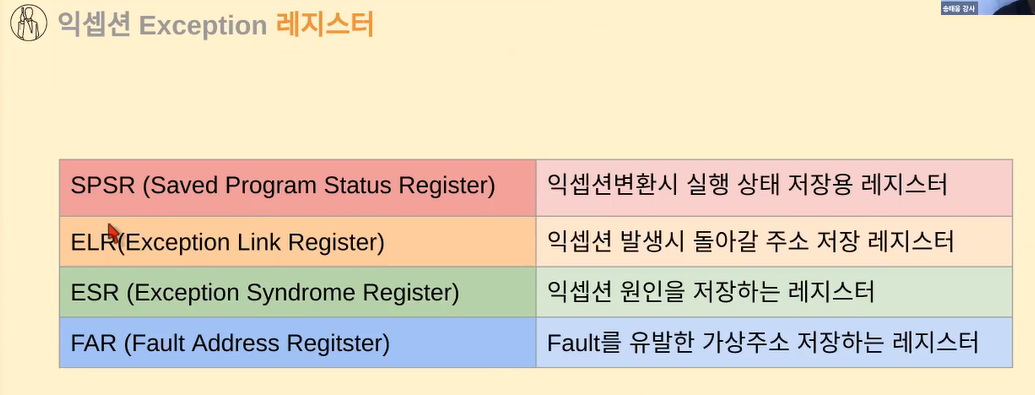 송태웅 강사
익셉션 Exception 레지스터
SPSR (Saved Program Status Register)
익셉션변환시 실행 상태 저장용 레지스터
ELR(Exception Link Register)
익셉션 발생시 돌아갈 주소 저장 레지스터
ESR (Exception Syndrome Register)
익셉션 원인을 저장하는 레지스터
FAR (Fault Address Regitster)
Fault를 유발한 가상주소 저장하는 레지스터